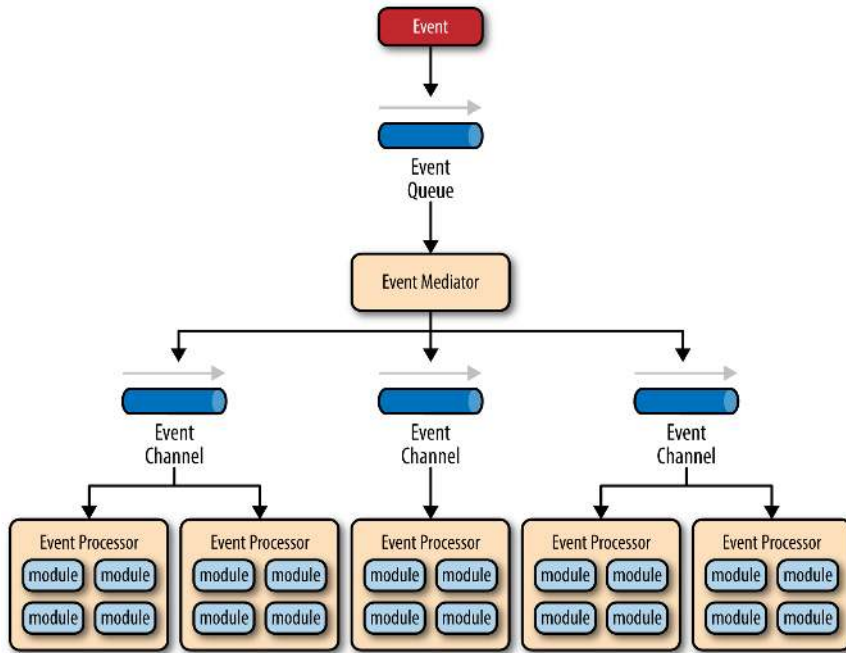 Event
Event
Queue
Event Mediator
Event
Channel
Event
Channel
Event
Channel
Event Processor
module module
module module
Event Processor
module module
module module
Event Processor
module module
module module
Event Processor
module module
module module
Event Processor
module module
module module